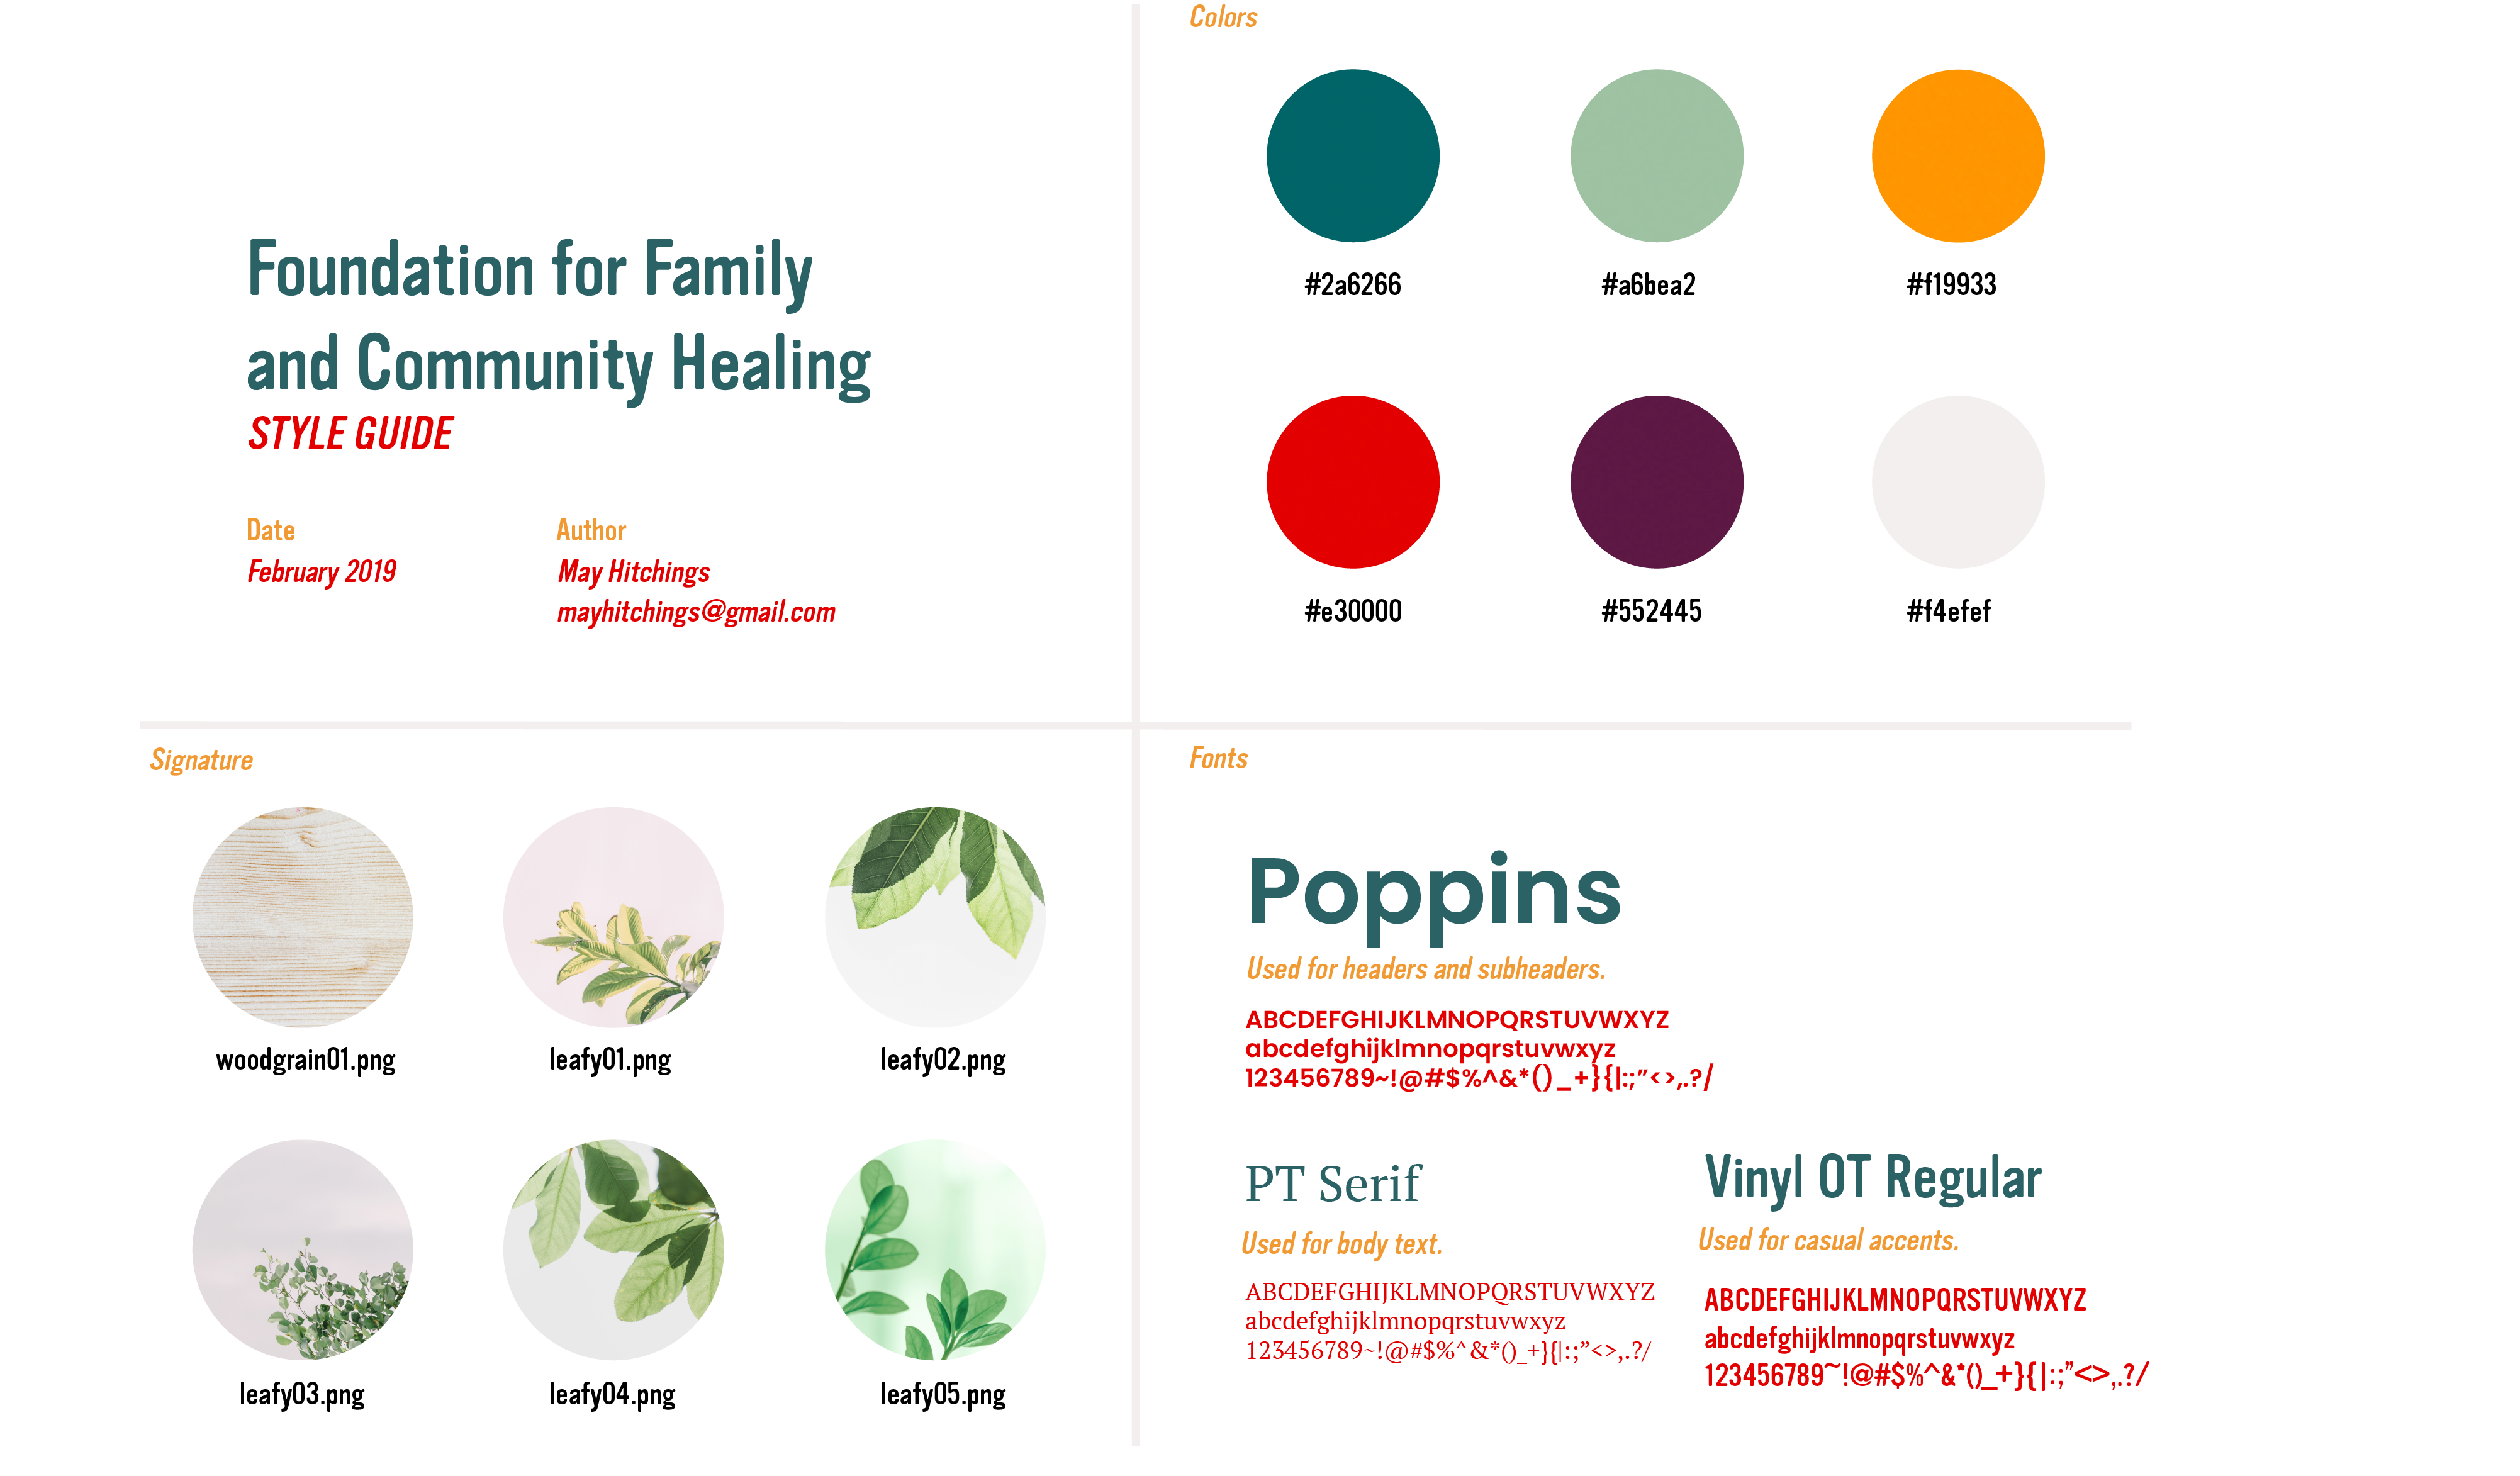 Foundation for Family
and Community Healing
STYLE GUIDE
Date
February 2019
Author
May Hitchings
mayhitchings@gmail.com
Colors
#2a6266
#a6bea2
#f19933
#e30000
#552445
#f4efef
Signature
woodgrain01.png
leafy01.png
leafy02.png
leafy03.png
leafy04.png
leafy05.png
Fonts
Poppins
Used for headers and subheaders.
ABCDEFGHIJKLMNOPQRSTUVWXYZ
abcdefghijklmnopqrstuvwxyz
123456789~!@#$%^&*()_+}{|:;”<>,.?/
PT Serif
Used for body text.
ABCDEFGHIJKLMNOPQRSTUVWXYZ
abcdefghijklmnopqrstuvwxyz
123456789~!@#$%^&*()_+}{|:;”<>,.?/
Vinyl OT Regular
Used for casual accents.
ABCDEFGHIJKLMNOPQRSTUVWXYZ
abcdefghijklmnopqrstuvwxyz
123456789~!@#$%^&*()_+}{|:;”<>,.?/